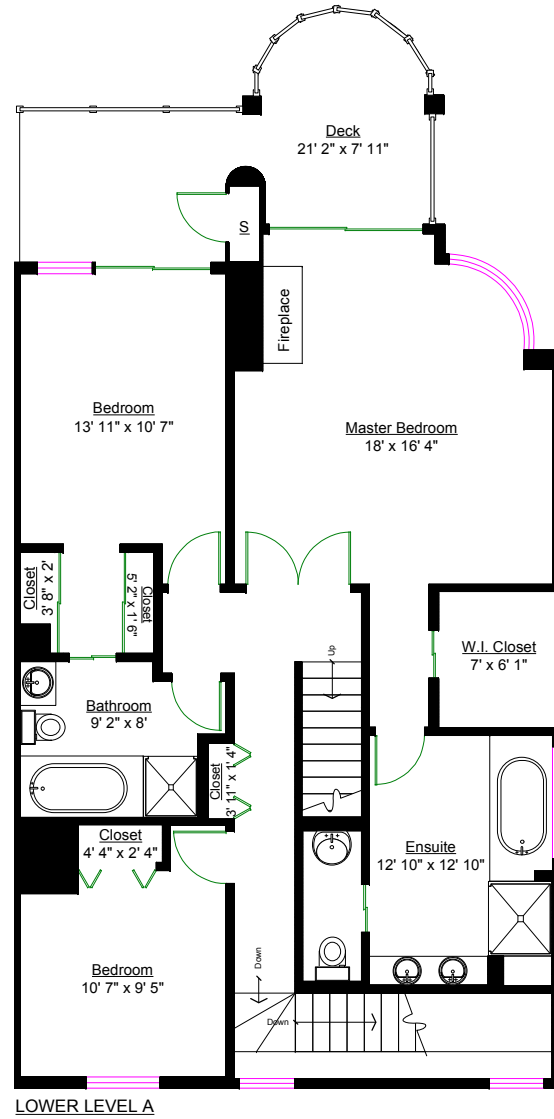 Deck
21' 2" x 7' 11"
S
Fireplace
Bedroom
13' 11" x 10' 7"
Master Bedroom
18' x 16' 4"
Closet
3' 8" x 2'
Closet
5' 2" x 1' 6"
Up
W.I. Closet
7' x 6' 1"
Bathroom
9' 2" x 8'
Closet
3' 11" x 1' 4"
Closet
4' 4" x 2' 4"
Ensuite
12' 10" x 12' 10"
Bedroom
10' 7" x 9' 5"
Down
Down
LOWER LEVEL A